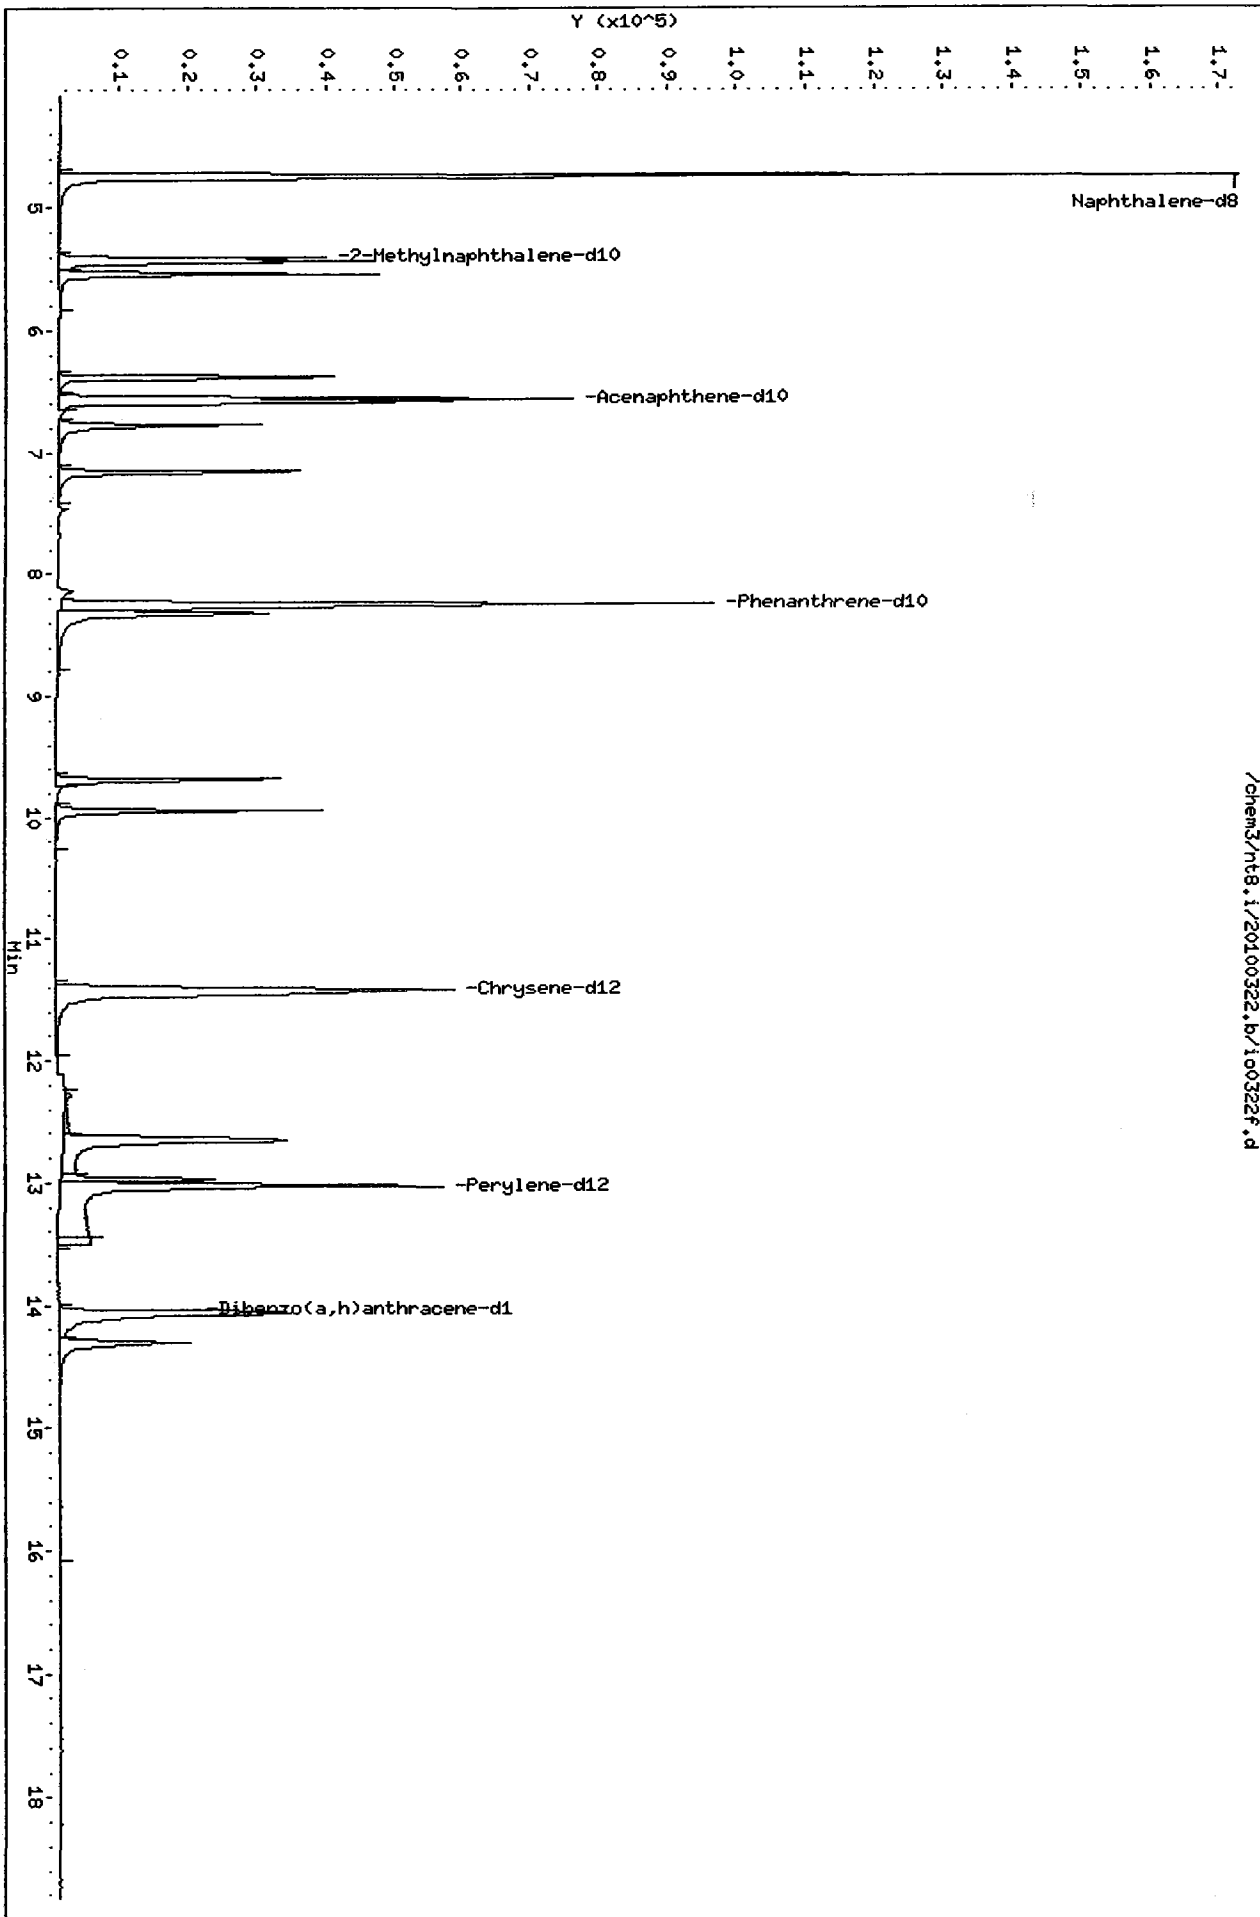 /chem3/nt8.i/20100322.b/io0322f.d
Y (x10^5)
1.7
1.6
1.5
1.4
1.3
1.2
1.1
1.0
0.9
0.8
0.7
0.6
0.5
0.4
0.3
0.2
0.1
Naphthalene-d8
-2-Methylnaphthalene-d10
-Acenaphthene-d10
-Phenanthrene-d10
-Chrysene-d12
-Perylene-d12
-Dibenzo(a,h)anthracene-d1
5 6 7 8 9 10 11 12 13 14 15 16 17 18
Min